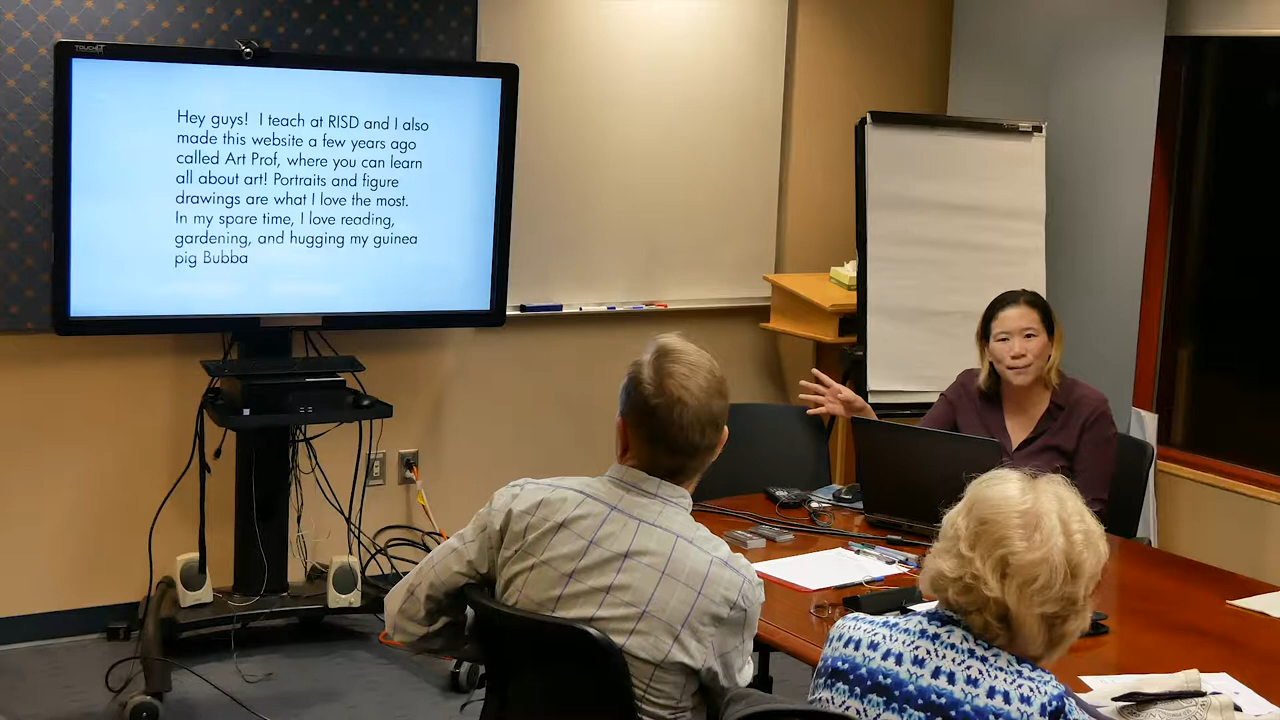 TOUCHIT
Hey guys!  I teach at RISD and I also
made this website a few years ago
called Art Prof, where you can learn
all about art! Portraits and figure
drawings are what I love the most.
In my spare time, I love reading,
gardening, and hugging my guinea
pig Bubba